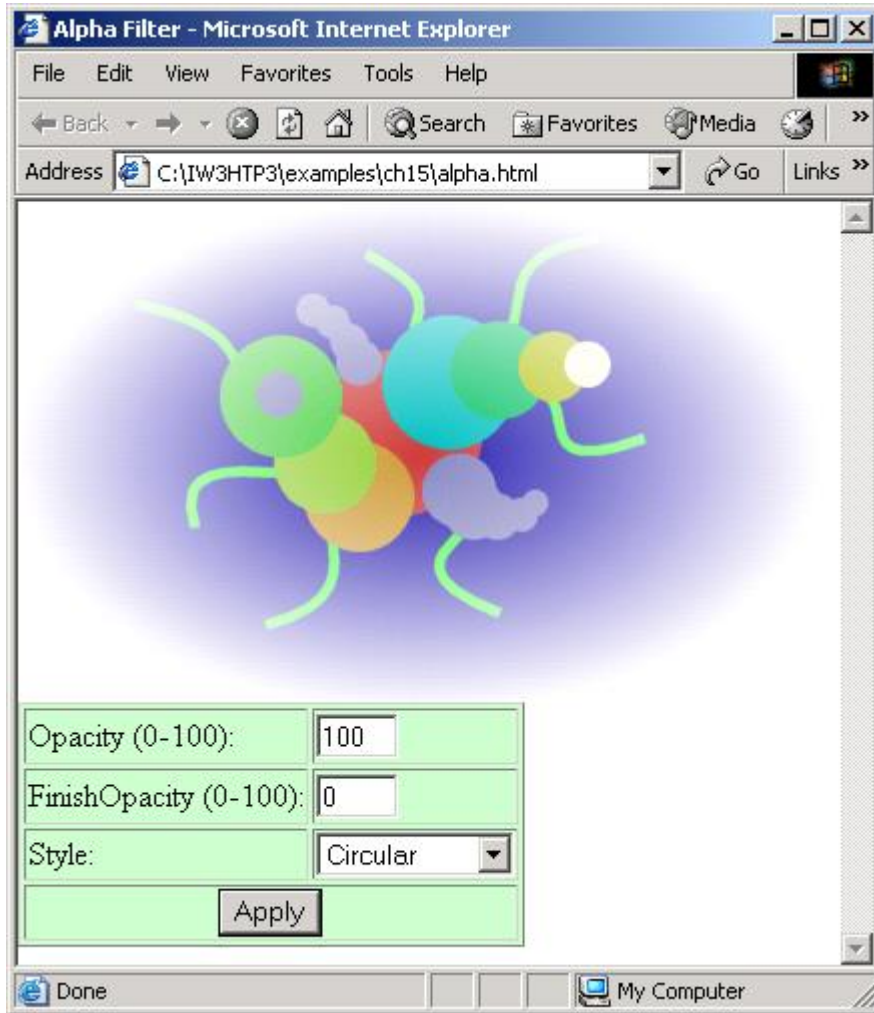 Alpha Filter - Microsoft Internet Explorer
File Edit View Favorites Tools Help
Back Search Favorites Media »
Address C:\IW3HTP3\examples\ch15\alpha.html Go Links »
Opacity (0-100): 100
FinishOpacity (0-100): 0
Style: Circular
Apply
Done My Computer